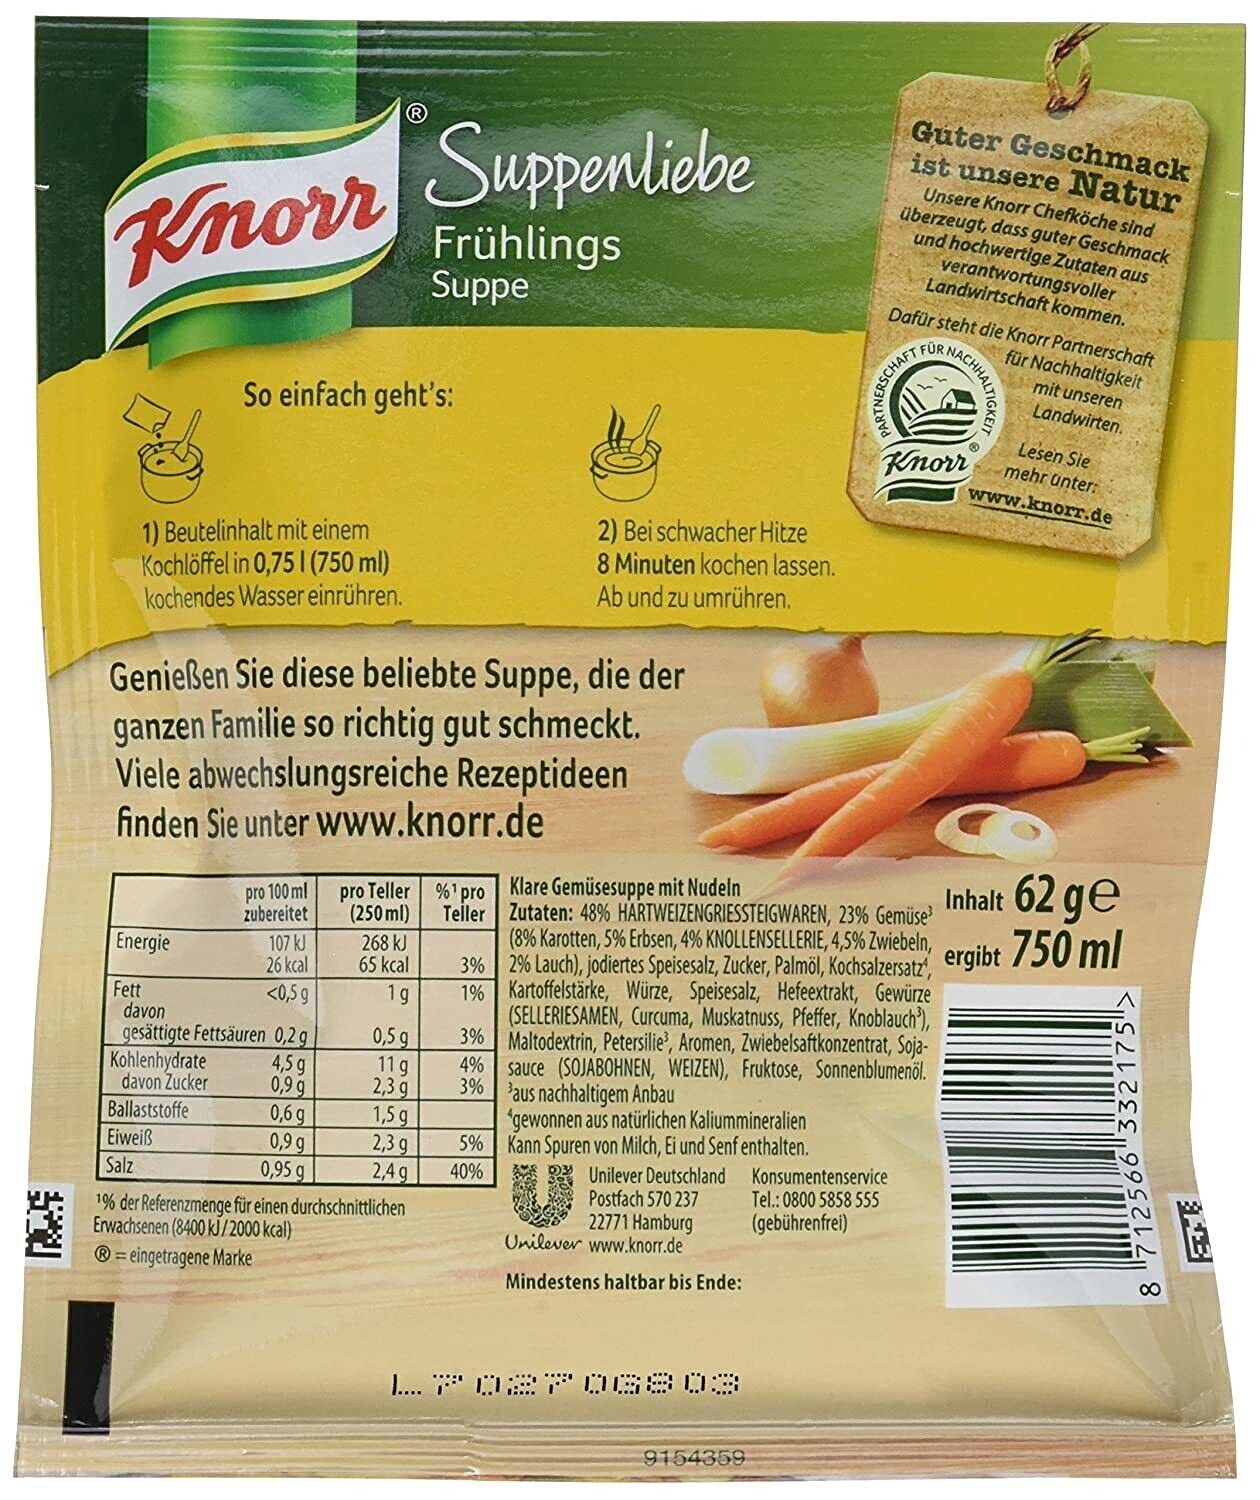 Knorr®
Suppenliebe
Frühlings
Suppe
Guter Geschmack
ist unsere Natur
Unsere Knorr Chefköche sind
überzeugt, dass guter Geschmack
und hochwertige Zutaten aus
verantwortungsvoller
Landwirtschaft kommen.
Dafür steht die Knorr Partnerschaft
für Nachhaltigkeit
mit unseren
Landwirten.
PARTNERSCHAFT FÜR NACHHALTIGKEIT
Knorr®
Lesen Sie
mehr unter:
www.knorr.de
So einfach geht's:
1) Beutelinhalt mit einem
Kochlöffel in 0,75 l (750 ml)
kochendes Wasser einrühren.
2) Bei schwacher Hitze
8 Minuten kochen lassen.
Ab und zu umrühren.
Genießen Sie diese beliebte Suppe, die der
ganzen Familie so richtig gut schmeckt.
Viele abwechslungsreiche Rezeptideen
finden Sie unter www.knorr.de
pro 100 ml pro Teller %¹ pro
zubereitet (250 ml) Teller
Energie 107 kJ 268 kJ
26 kcal 65 kcal 3%
Fett <0,5 g 1 g 1%
davon
gesättigte Fettsäuren 0,2 g 0,5 g 3%
Kohlenhydrate 4,5 g 11 g 4%
davon Zucker 0,9 g 2,3 g 3%
Ballaststoffe 0,6 g 1,5 g
Eiweiß 0,9 g 2,3 g 5%
Salz 0,95 g 2,4 g 40%
¹% der Referenzmenge für einen durchschnittlichen
Erwachsenen (8400 kJ / 2000 kcal)
® = eingetragene Marke
Klare Gemüsesuppe mit Nudeln
Zutaten: 48% HARTWEIZENGRIESSTEIGWAREN, 23% Gemüse³
(8% Karotten, 5% Erbsen, 4% KNOLLENSELLERIE, 4,5% Zwiebeln,
2% Lauch), jodiertes Speisesalz, Zucker, Palmöl, Kochsalzersatz⁴,
Kartoffelstärke, Würze, Speisesalz, Hefeextrakt, Gewürze
(SELLERIESAMEN, Curcuma, Muskatnuss, Pfeffer, Knoblauch³),
Maltodextrin, Petersilie³, Aromen, Zwiebelsaftkonzentrat, Soja-
sauce (SOJABOHNEN, WEIZEN), Fruktose, Sonnenblumenöl.
³aus nachhaltigem Anbau
⁴gewonnen aus natürlichen Kaliummineralien
Kann Spuren von Milch, Ei und Senf enthalten.
Unilever
Unilever Deutschland
Postfach 570 237
22771 Hamburg
www.knorr.de
Konsumentenservice
Tel.: 0800 5858 555
(gebührenfrei)
Mindestens haltbar bis Ende:
Inhalt 62 g e
ergibt 750 ml
8 712566 332175 >
L 7 027 068 03
9154359